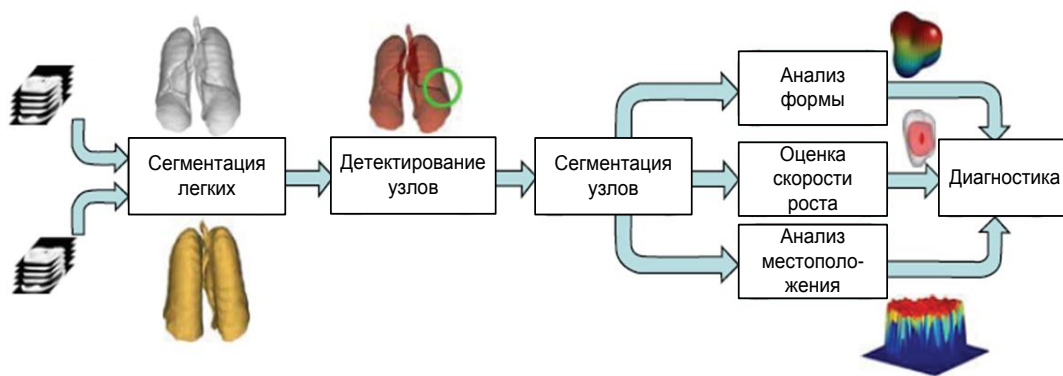 Сегментация
легких
Детектирование
узлов
Сегментация
узлов
Анализ
формы
Оценка
скорости
роста
Анализ
местополо-
жения
Диагностика